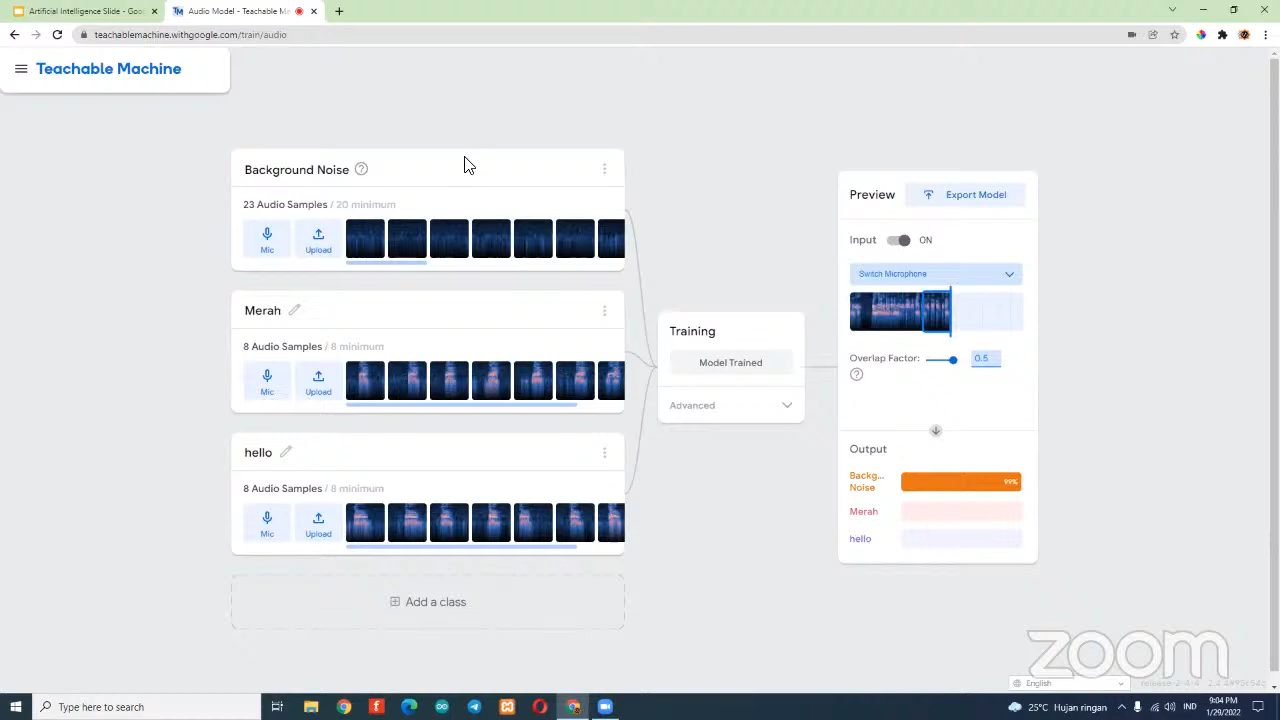 Artificial Intelligence Slide - Goo
Audio Model - Teachable Ma
teachablemachine.withgoogle.com/train/audio
Teachable Machine
Background Noise
23 Audio Samples / 20 minimum
Mic
Upload
Merah
8 Audio Samples / 8 minimum
Mic
Upload
hello
8 Audio Samples / 8 minimum
Mic
Upload
Add a class
Training
Model Trained
Advanced
Preview
Export Model
Input
ON
Switch Microphone
Overlap Factor:
0.5
Output
Backg...
Noise
99%
Merah
hello
zoom
English
Type here to search
25°C Hujan ringan
IND
9:04 PM
1/29/2022